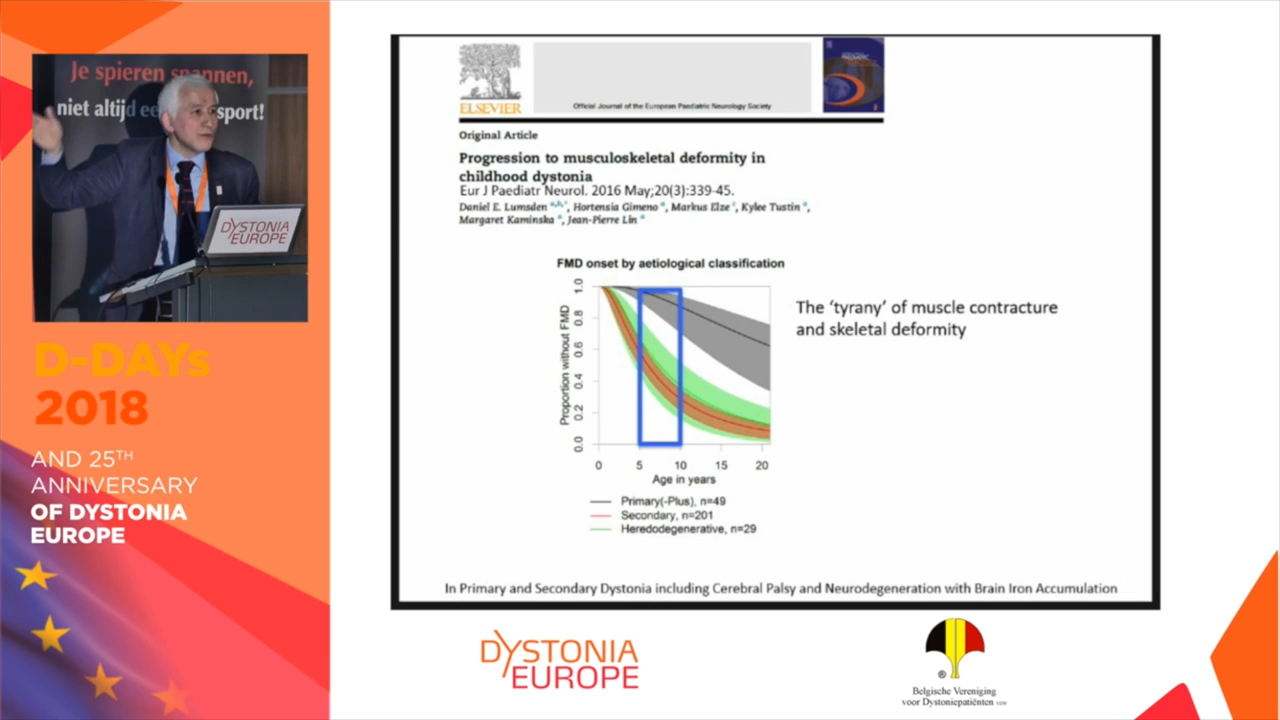 Je spieren spannen,
niet altijd ee sport!
DYSTONIA
EUROPE
D-DAYs
2018
AND 25TH
ANNIVERSARY
OF DYSTONIA
EUROPE
ELSEVIER
Official Journal of the European Paediatric Neurology Society
Original Article
Progression to musculoskeletal deformity in
childhood dystonia
Eur J Paediatr Neurol. 2016 May;20(3):339-45.
Daniel E. Lumsden a,b,*, Hortensia Gimeno a, Markus Elze c, Kylee Tustin a,
Margaret Kaminska a, Jean-Pierre Lin a
FMD onset by aetiological classification
Proportion without FMD
1.0
0.8
0.6
0.4
0.2
0.0
0 5 10 15 20
Age in years
Primary(-Plus), n=49
Secondary, n=201
Heredodegenerative, n=29
The ‘tyrany’ of muscle contracture
and skeletal deformity
In Primary and Secondary Dystonia including Cerebral Palsy and Neurodegeneration with Brain Iron Accumulation
DYSTONIA
EUROPE
®
Belgische Vereniging
voor Dystoniepatiënten vzw